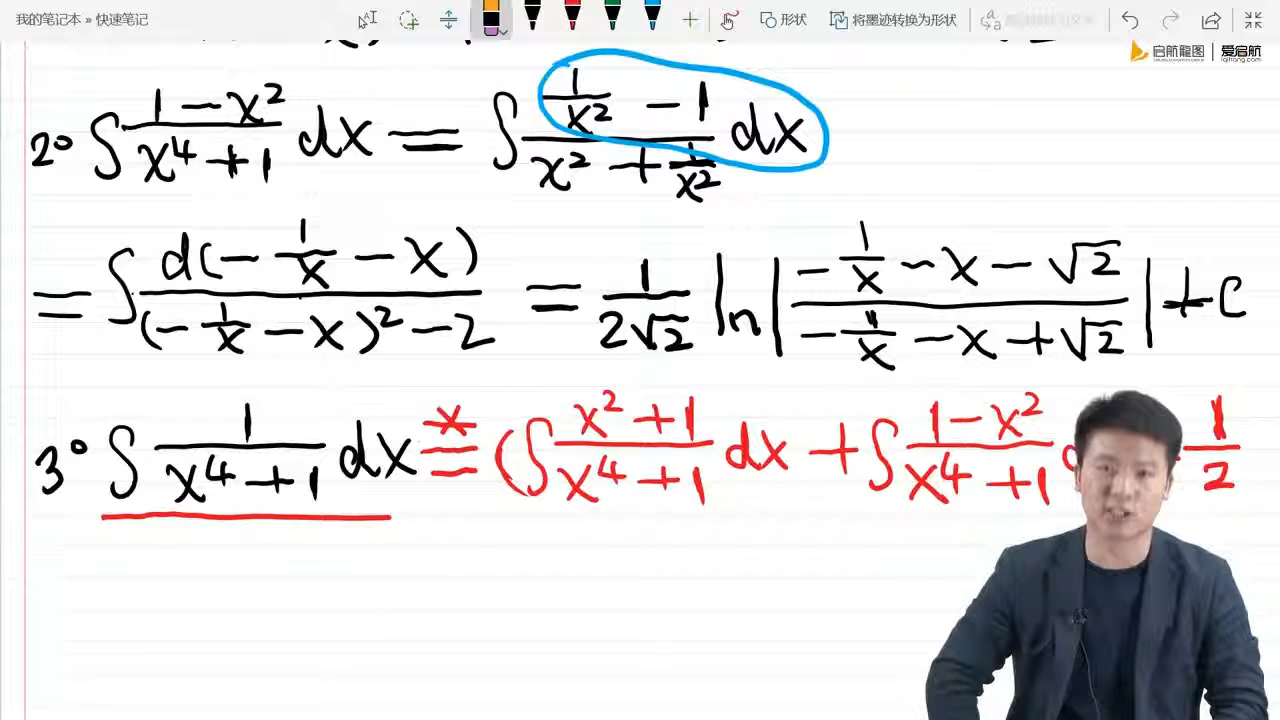 我的笔记本 » 快速笔记
形状 将墨迹转换为形状
启航龍图 爱启航
iqihang.com
2° ∫ (1-x²)/(x⁴+1) dx = ∫ (1/x² - 1)/(x² + 1/x²) dx
= ∫ d(-1/x - x)/((-1/x - x)² - 2) = 1/(2√2) ln|(-1/x - x - √2)/(-1/x - x + √2)| + C
3° ∫ 1/(x⁴+1) dx = (∫ (x²+1)/(x⁴+1) dx + ∫ (1-x²)/(x⁴+1) 1/2